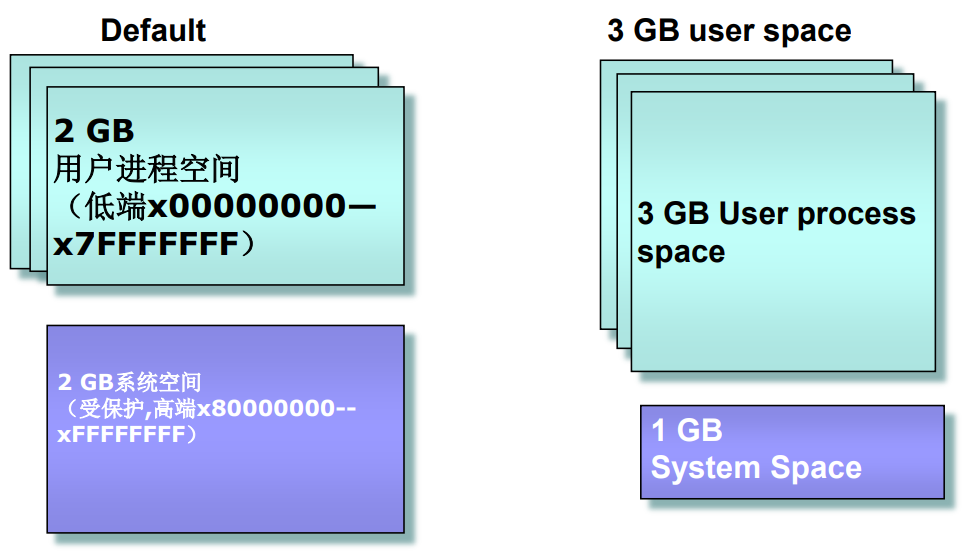 Default
2 GB
用户进程空间
（低端x00000000—
x7FFFFFFF）
2 GB系统空间
（受保护,高端x80000000--
xFFFFFFFF）
3 GB user space
3 GB User process
space
1 GB
System Space